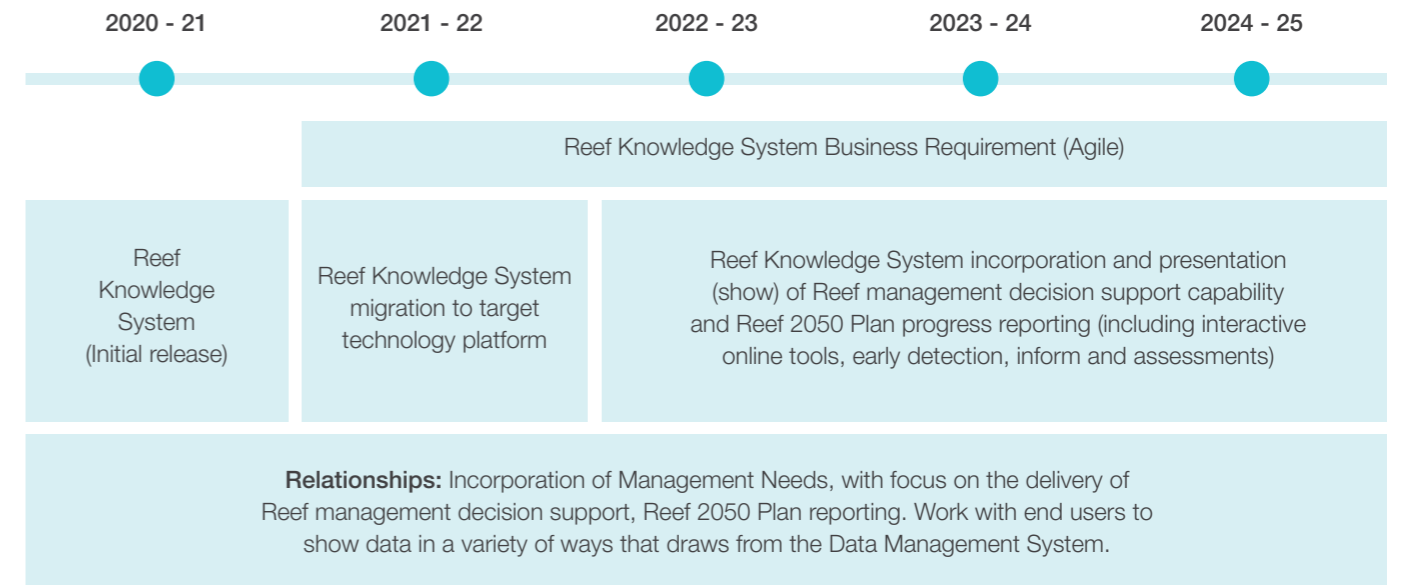 2020 - 21
2021 - 22
2022 - 23
2023 - 24
2024 - 25
Reef Knowledge System Business Requirement (Agile)
Reef
Knowledge
System
(Initial release)
Reef Knowledge System
migration to target
technology platform
Reef Knowledge System incorporation and presentation
(show) of Reef management decision support capability
and Reef 2050 Plan progress reporting (including interactive
online tools, early detection, inform and assessments)
Relationships: Incorporation of Management Needs, with focus on the delivery of
Reef management decision support, Reef 2050 Plan reporting. Work with end users to
show data in a variety of ways that draws from the Data Management System.